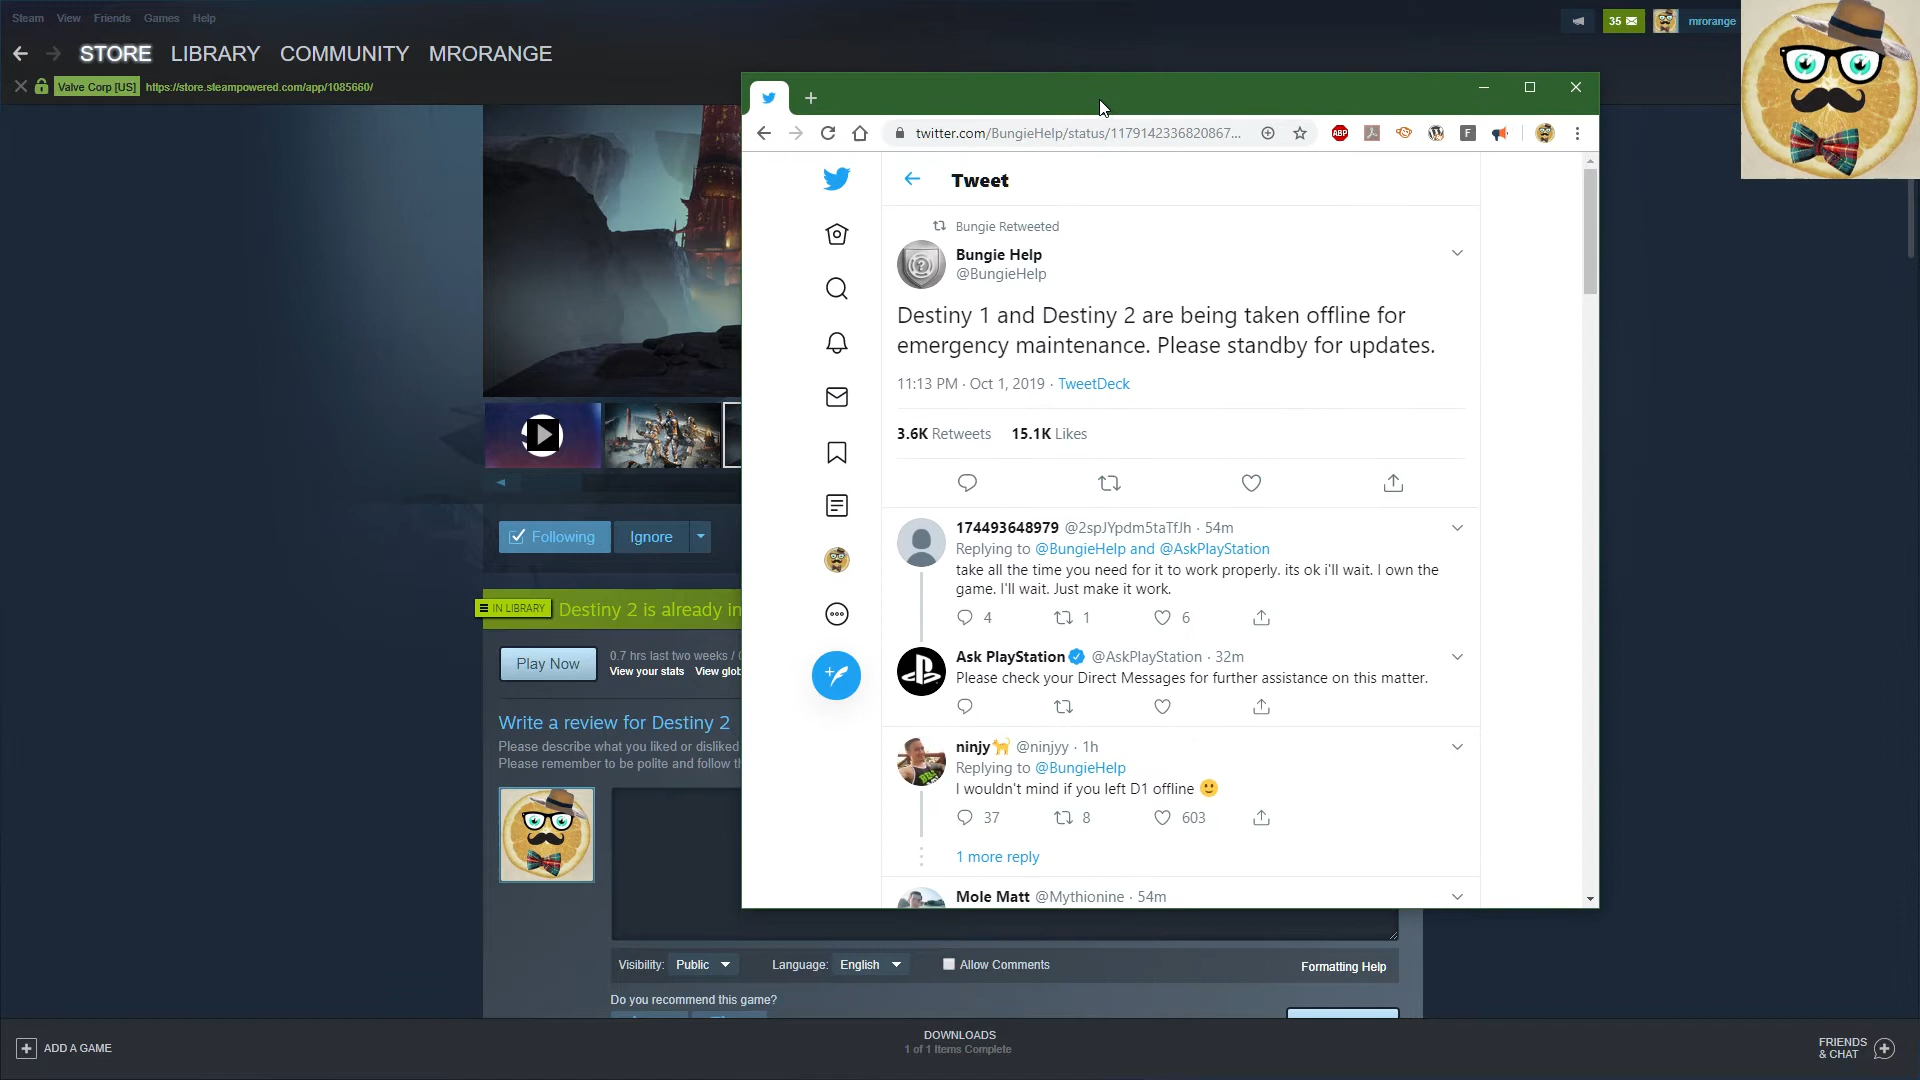 Steam View Friends Games Help
35 mrorange
STORE LIBRARY COMMUNITY MRORANGE
Valve Corp [US] https://store.steampowered.com/app/1085660/
twitter.com/BungieHelp/status/1179142336820867...
ABP
F
Tweet
Bungie Retweeted
Bungie Help
@BungieHelp
Destiny 1 and Destiny 2 are being taken offline for
emergency maintenance. Please standby for updates.
11:13 PM · Oct 1, 2019 · TweetDeck
3.6K Retweets 15.1K Likes
174493648979 @2spJYpdm5taTfJh · 54m
Replying to @BungieHelp and @AskPlayStation
take all the time you need for it to work properly. its ok i'll wait. I own the
game. I'll wait. Just make it work.
4 1 6
Ask PlayStation @AskPlayStation · 32m
Please check your Direct Messages for further assistance on this matter.
ninjy @ninjyy · 1h
Replying to @BungieHelp
I wouldn't mind if you left D1 offline 🙂
37 8 603
1 more reply
Mole Matt @Mythionine · 54m
Following Ignore
IN LIBRARY Destiny 2 is already in
Play Now
0.7 hrs last two weeks /
View your stats View glob
Write a review for Destiny 2
Please describe what you liked or disliked
Please remember to be polite and follow th
Visibility: Public Language: English Allow Comments Formatting Help
Do you recommend this game?
ADD A GAME
DOWNLOADS
1 of 1 Items Complete
FRIENDS
& CHAT